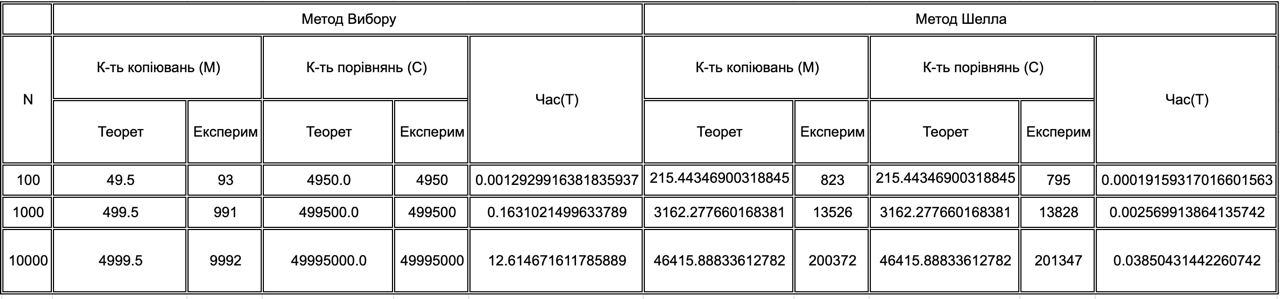 Метод Вибору Метод Шелла
N К-ть копіювань (М) К-ть порівнянь (С) Час(Т) К-ть копіювань (М) К-ть порівнянь (С) Час(Т)
Теорет Експерим Теорет Експерим Теорет Експерим Теорет Експерим
100 49.5 93 4950.0 4950 0.0012929916381835937 215.44346900318845 823 215.44346900318845 795 0.00019159317016601563
1000 499.5 991 499500.0 499500 0.1631021499633789 3162.277660168381 13526 3162.277660168381 13828 0.002569913864135742
10000 4999.5 9992 49995000.0 49995000 12.614671611785889 46415.88833612782 200372 46415.88833612782 201347 0.03850431442260742